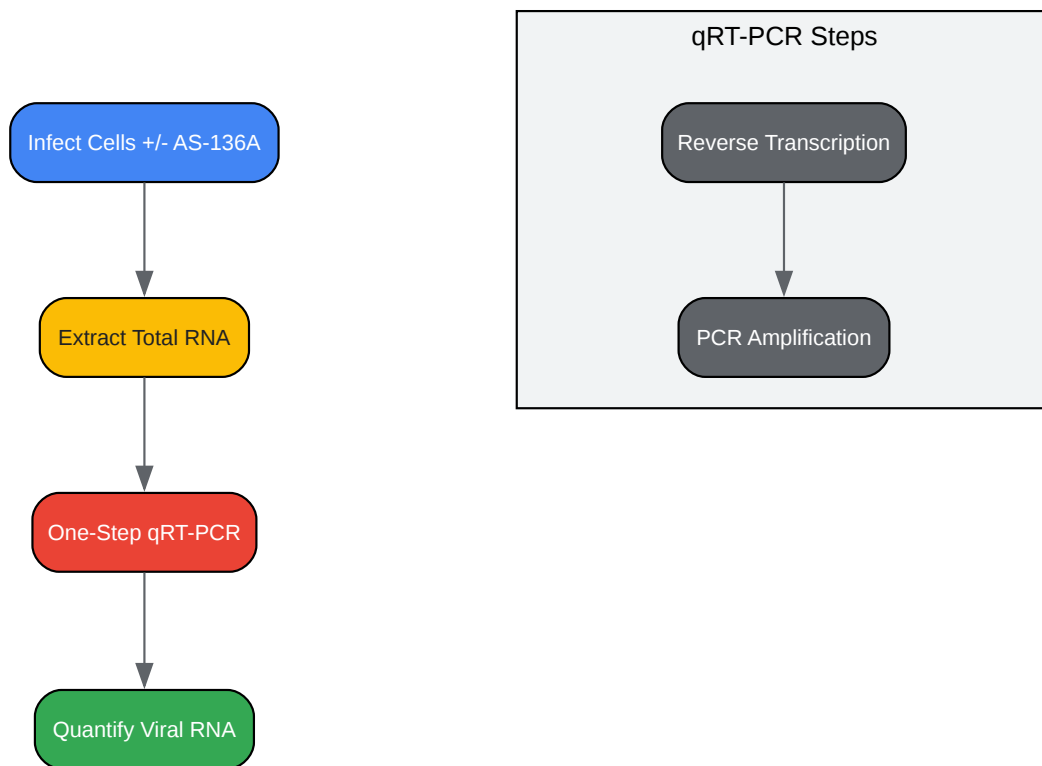 qRT-PCR Steps
Infect Cells +/- AS-136A
Reverse Transcription
Extract Total RNA
PCR Amplification
One-Step qRT-PCR
Quantify Viral RNA